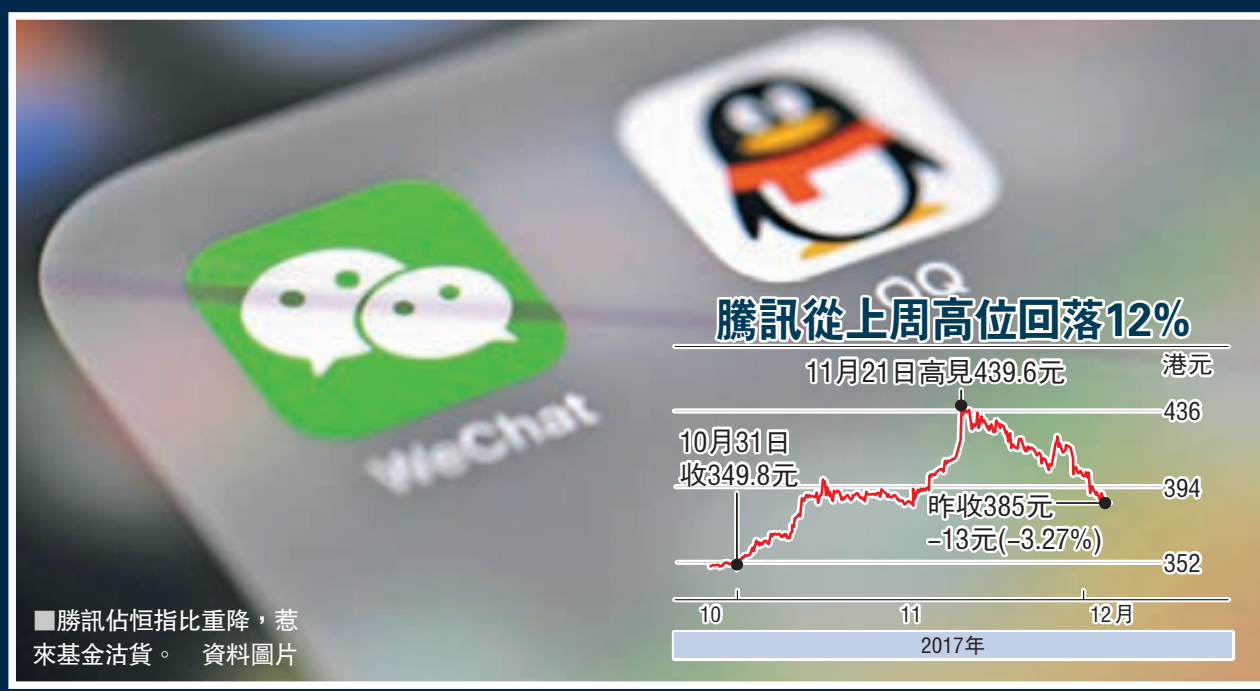 WeChat
QQ
騰訊從上周高位回落12%
港元
11月21日高見439.6元
436
10月31日
收349.8元
394
昨收385元
–13元(–3.27%)
352
10
11
12月
2017年
■勝訊佔恒指比重降，惹
來基金沽貨。 資料圖片